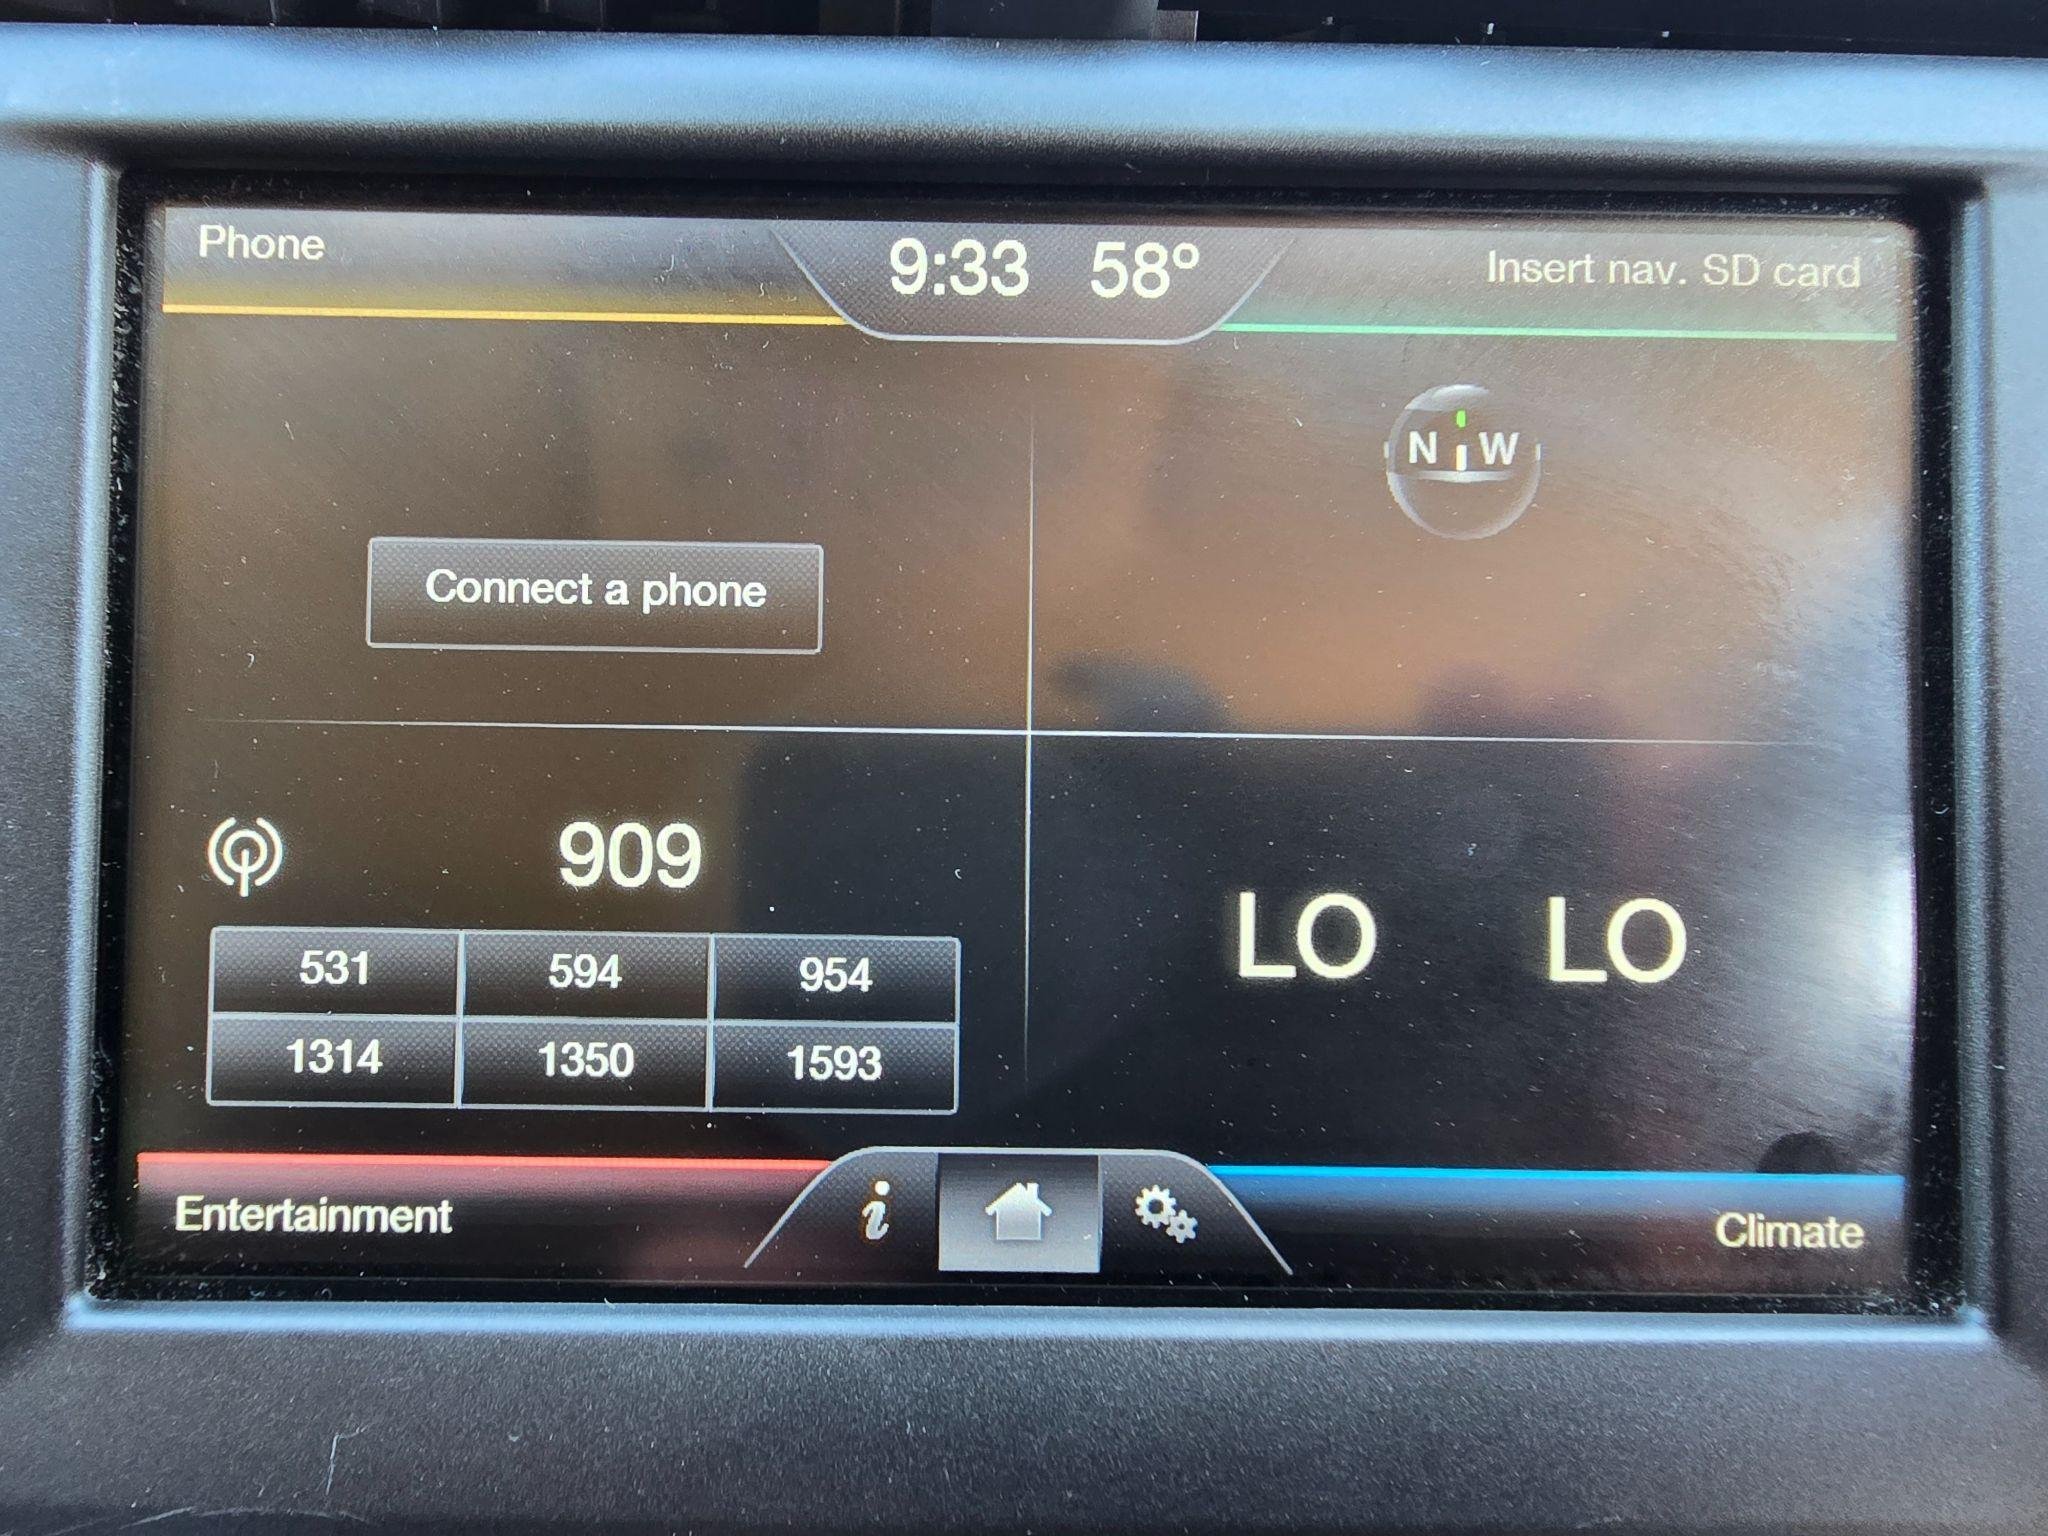 Phone
9:33 58°
Insert nav. SD card
N W
Connect a phone
909
531 594 954
1314 1350 1593
LO LO
Entertainment
i
Climate